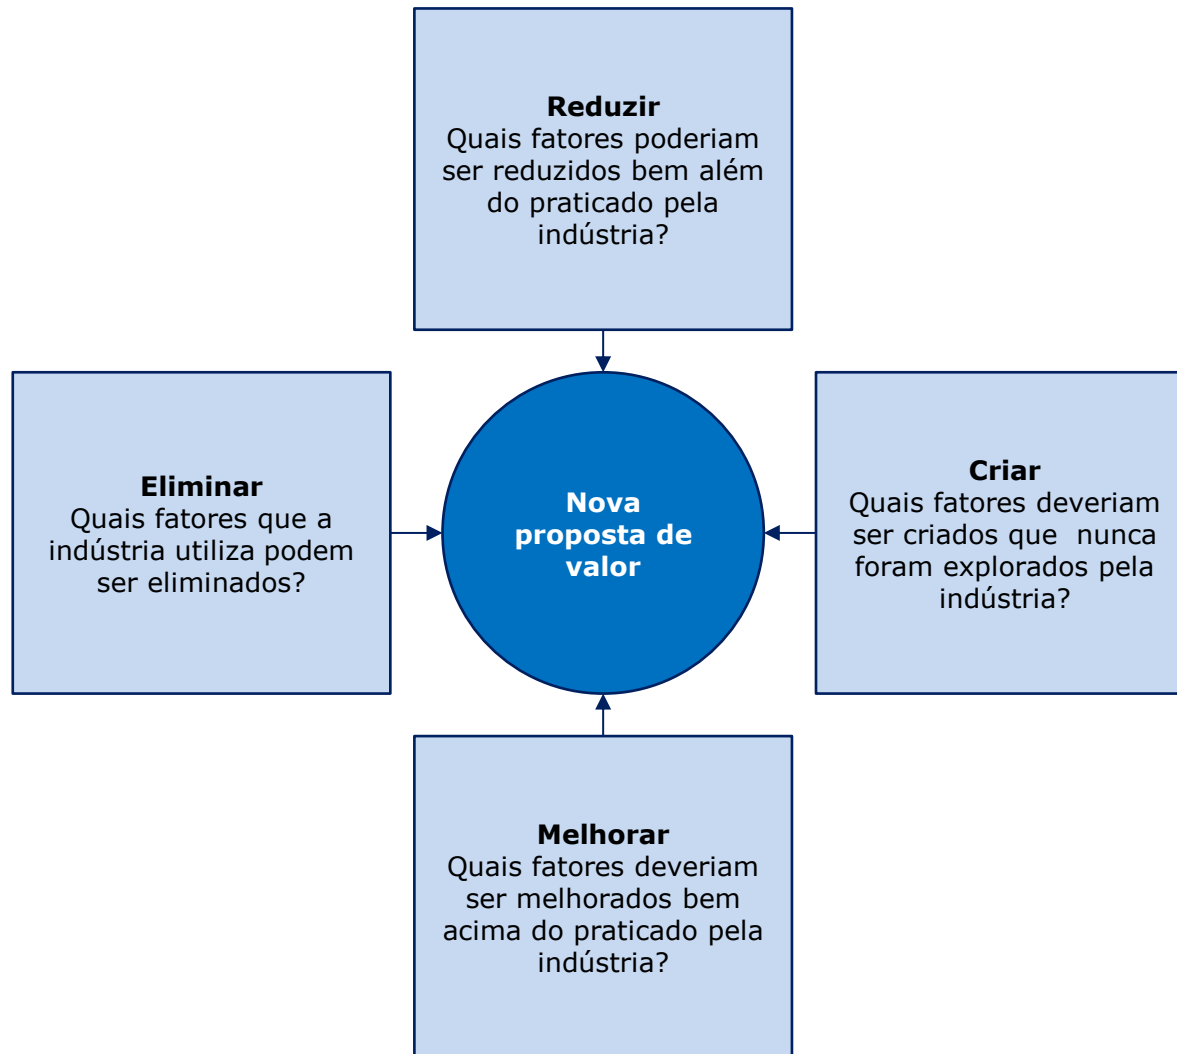 Reduzir
Quais fatores poderiam
ser reduzidos bem além
do praticado pela
indústria?
Eliminar
Quais fatores que a
indústria utiliza podem
ser eliminados?
Nova
proposta de
valor
Criar
Quais fatores deveriam
ser criados que  nunca
foram explorados pela
indústria?
Melhorar
Quais fatores deveriam
ser melhorados bem
acima do praticado pela
indústria?